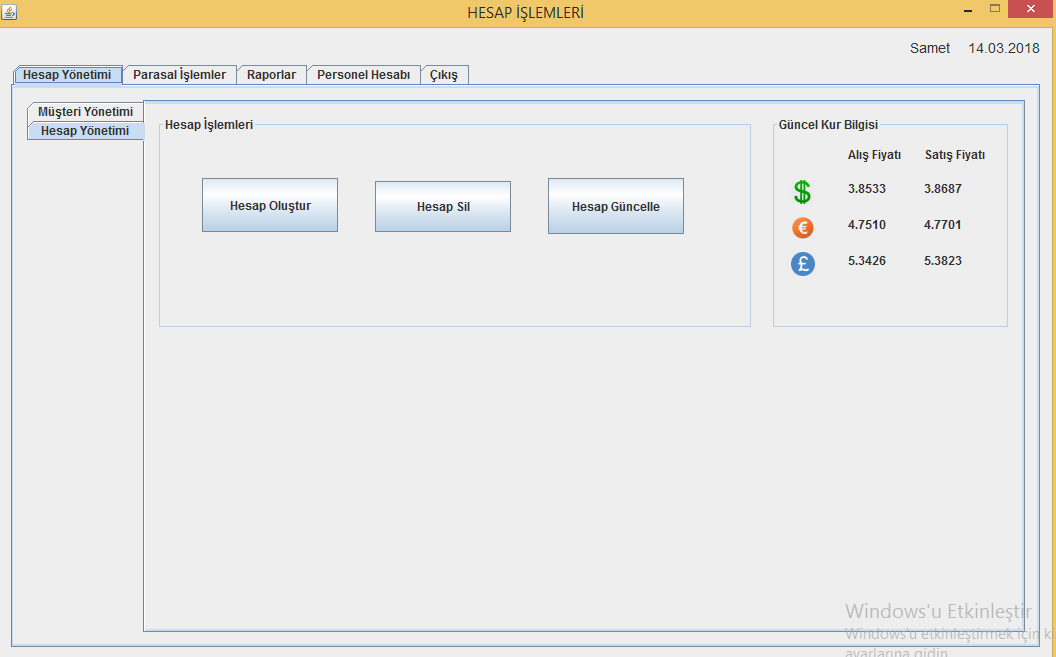 HESAP İŞLEMLERİ
Samet 14.03.2018
Hesap Yönetimi Parasal İşlemler Raporlar Personel Hesabı Çıkış
Müşteri Yönetimi
Hesap Yönetimi
Hesap İşlemleri
Hesap Oluştur Hesap Sil Hesap Güncelle
Güncel Kur Bilgisi
Alış Fiyatı Satış Fiyatı
$ 3.8533 3.8687
€ 4.7510 4.7701
£ 5.3426 5.3823
Windows'u Etkinleştir
Windows'u etkinleştirmek için k
ayarlarına gidin